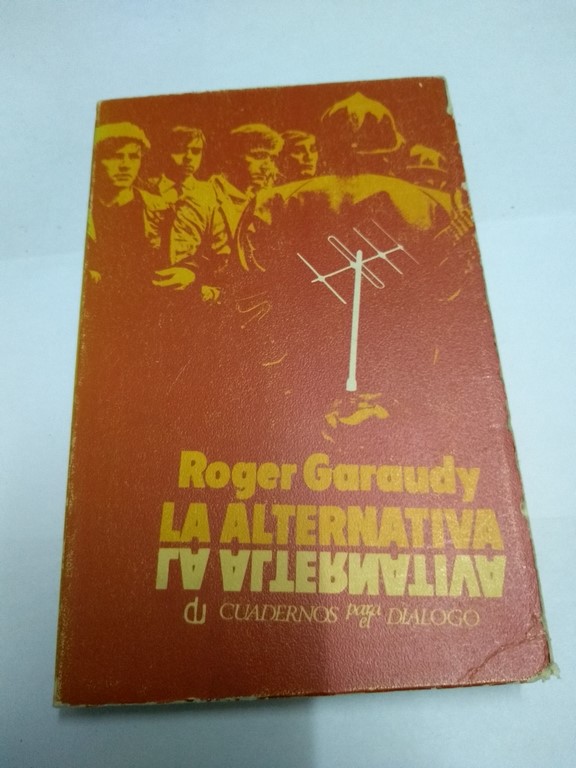 Roger Garaudy
LA ALTERNATIVA
LA ALTERNATIVA
CUADERNOS para el DIALOGO